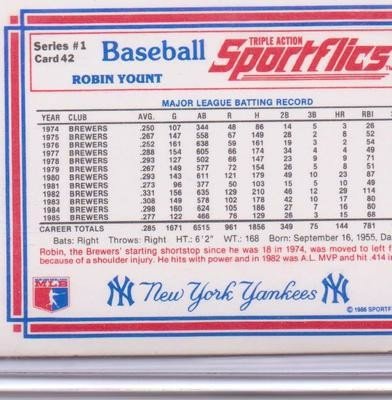 Series #1
Card 42
Baseball
TRIPLE ACTION
Sportflics
TM
ROBIN YOUNT
MAJOR LEAGUE BATTING RECORD
YEAR CLUB AVG. G AB R H 2B 3B HR RBI
1974 BREWERS .250 107 344 48 86 14 5 3 26
1975 BREWERS .267 147 558 67 149 28 2 8 52
1976 BREWERS .252 161 638 59 161 19 3 2 54
1977 BREWERS .288 154 605 66 174 34 4 4 49
1978 BREWERS .293 127 502 66 147 23 9 9 71
1979 BREWERS .267 149 577 72 154 26 5 8 51
1980 BREWERS .293 143 611 121 179 49 10 23 87
1981 BREWERS .273 96 377 50 103 15 5 10 49
1982 BREWERS .331 156 635 129 210 46 12 29 114
1983 BREWERS .308 149 578 102 178 42 10 17 80
1984 BREWERS .298 160 624 105 186 27 7 16 80
1985 BREWERS .277 122 466 76 129 26 3 15 68
CAREER TOTALS .285 1671 6515 961 1856 349 75 144 781
Bats: Right Throws: Right HT.: 6'2" WT.: 168 Born: September 16, 1955, Da
Robin, the Brewers' starting shortstop since he was 18 in 1974, was moved to left f
because of a shoulder injury. He hits with power and in 1982 was A.L. MVP and hit .414 in
MLB
NY New York Yankees NY
© 1986 SPORTF